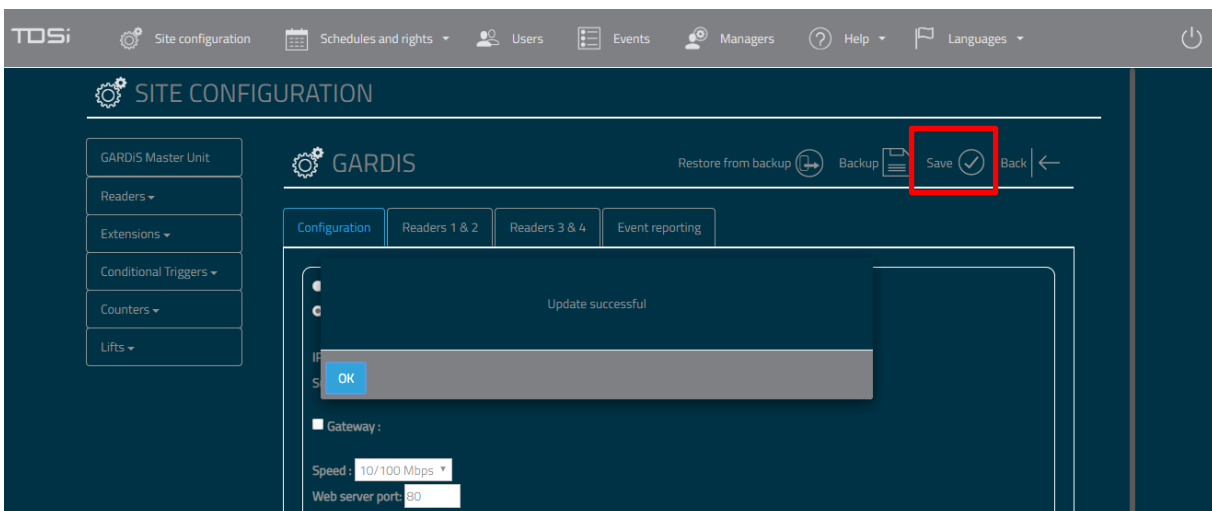 TDSi Site configuration Schedules and rights Users Events Managers Help Languages
SITE CONFIGURATION
GARDiS Master Unit
Readers
Extensions
Conditional Triggers
Counters
Lifts
GARDIS Restore from backup Backup Save Back
Configuration Readers 1 & 2 Readers 3 & 4 Event reporting
Update successful
IP
OK
Gateway :
Speed : 10/100 Mbps
Web server port: 80